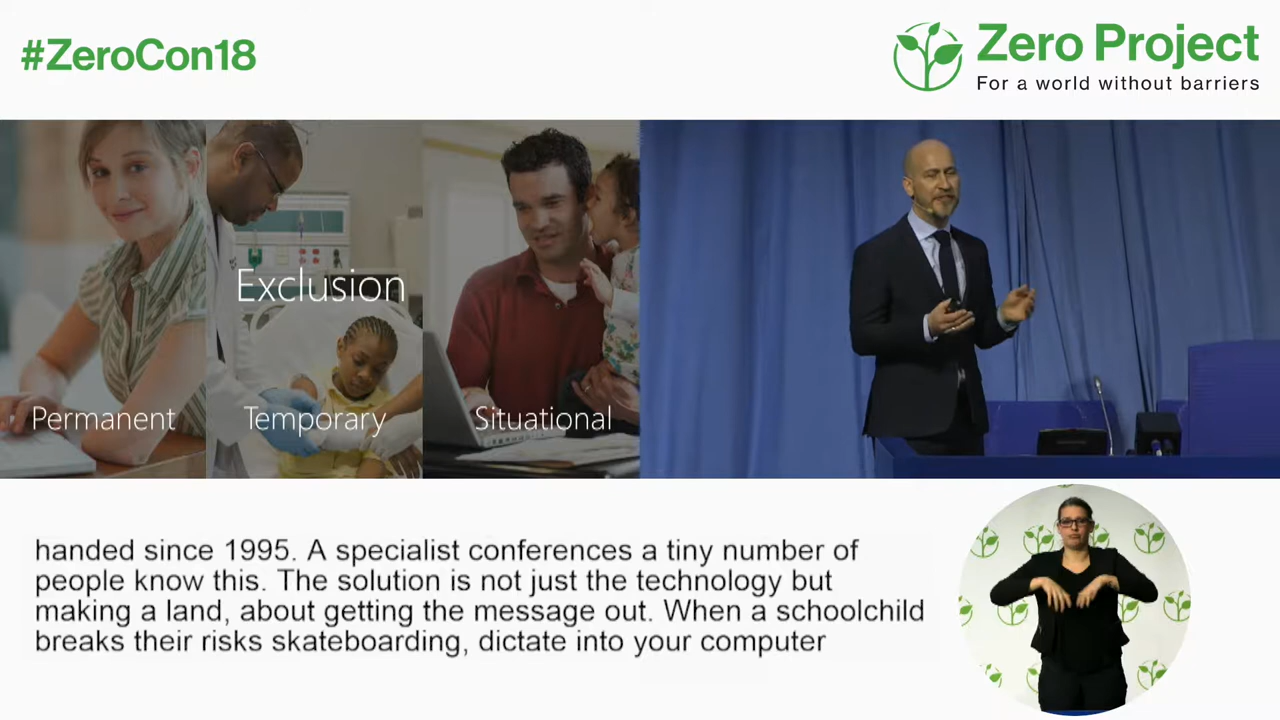 #ZeroCon18
Zero Project
For a world without barriers
Exclusion
Permanent
Temporary
Situational
handed since 1995. A specialist conferences a tiny number of
people know this. The solution is not just the technology but
making a land, about getting the message out. When a schoolchild
breaks their risks skateboarding, dictate into your computer